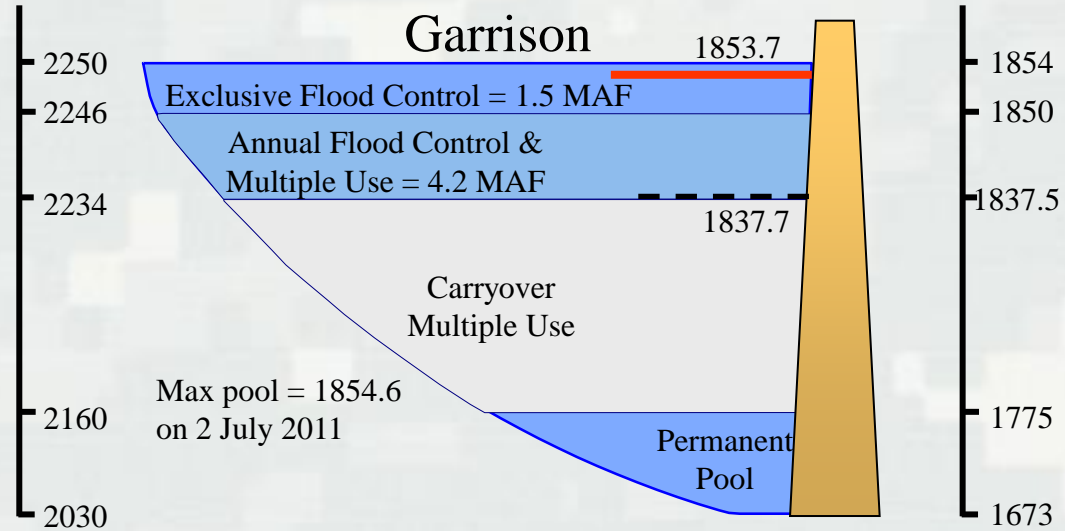 Garrison
1853.7
2250
1854
Exclusive Flood Control = 1.5 MAF
2246
1850
Annual Flood Control &
Multiple Use = 4.2 MAF
2234
1837.5
1837.7
Carryover
Multiple Use
Max pool = 1854.6
on 2 July 2011
2160
1775
Permanent
Pool
2030
1673